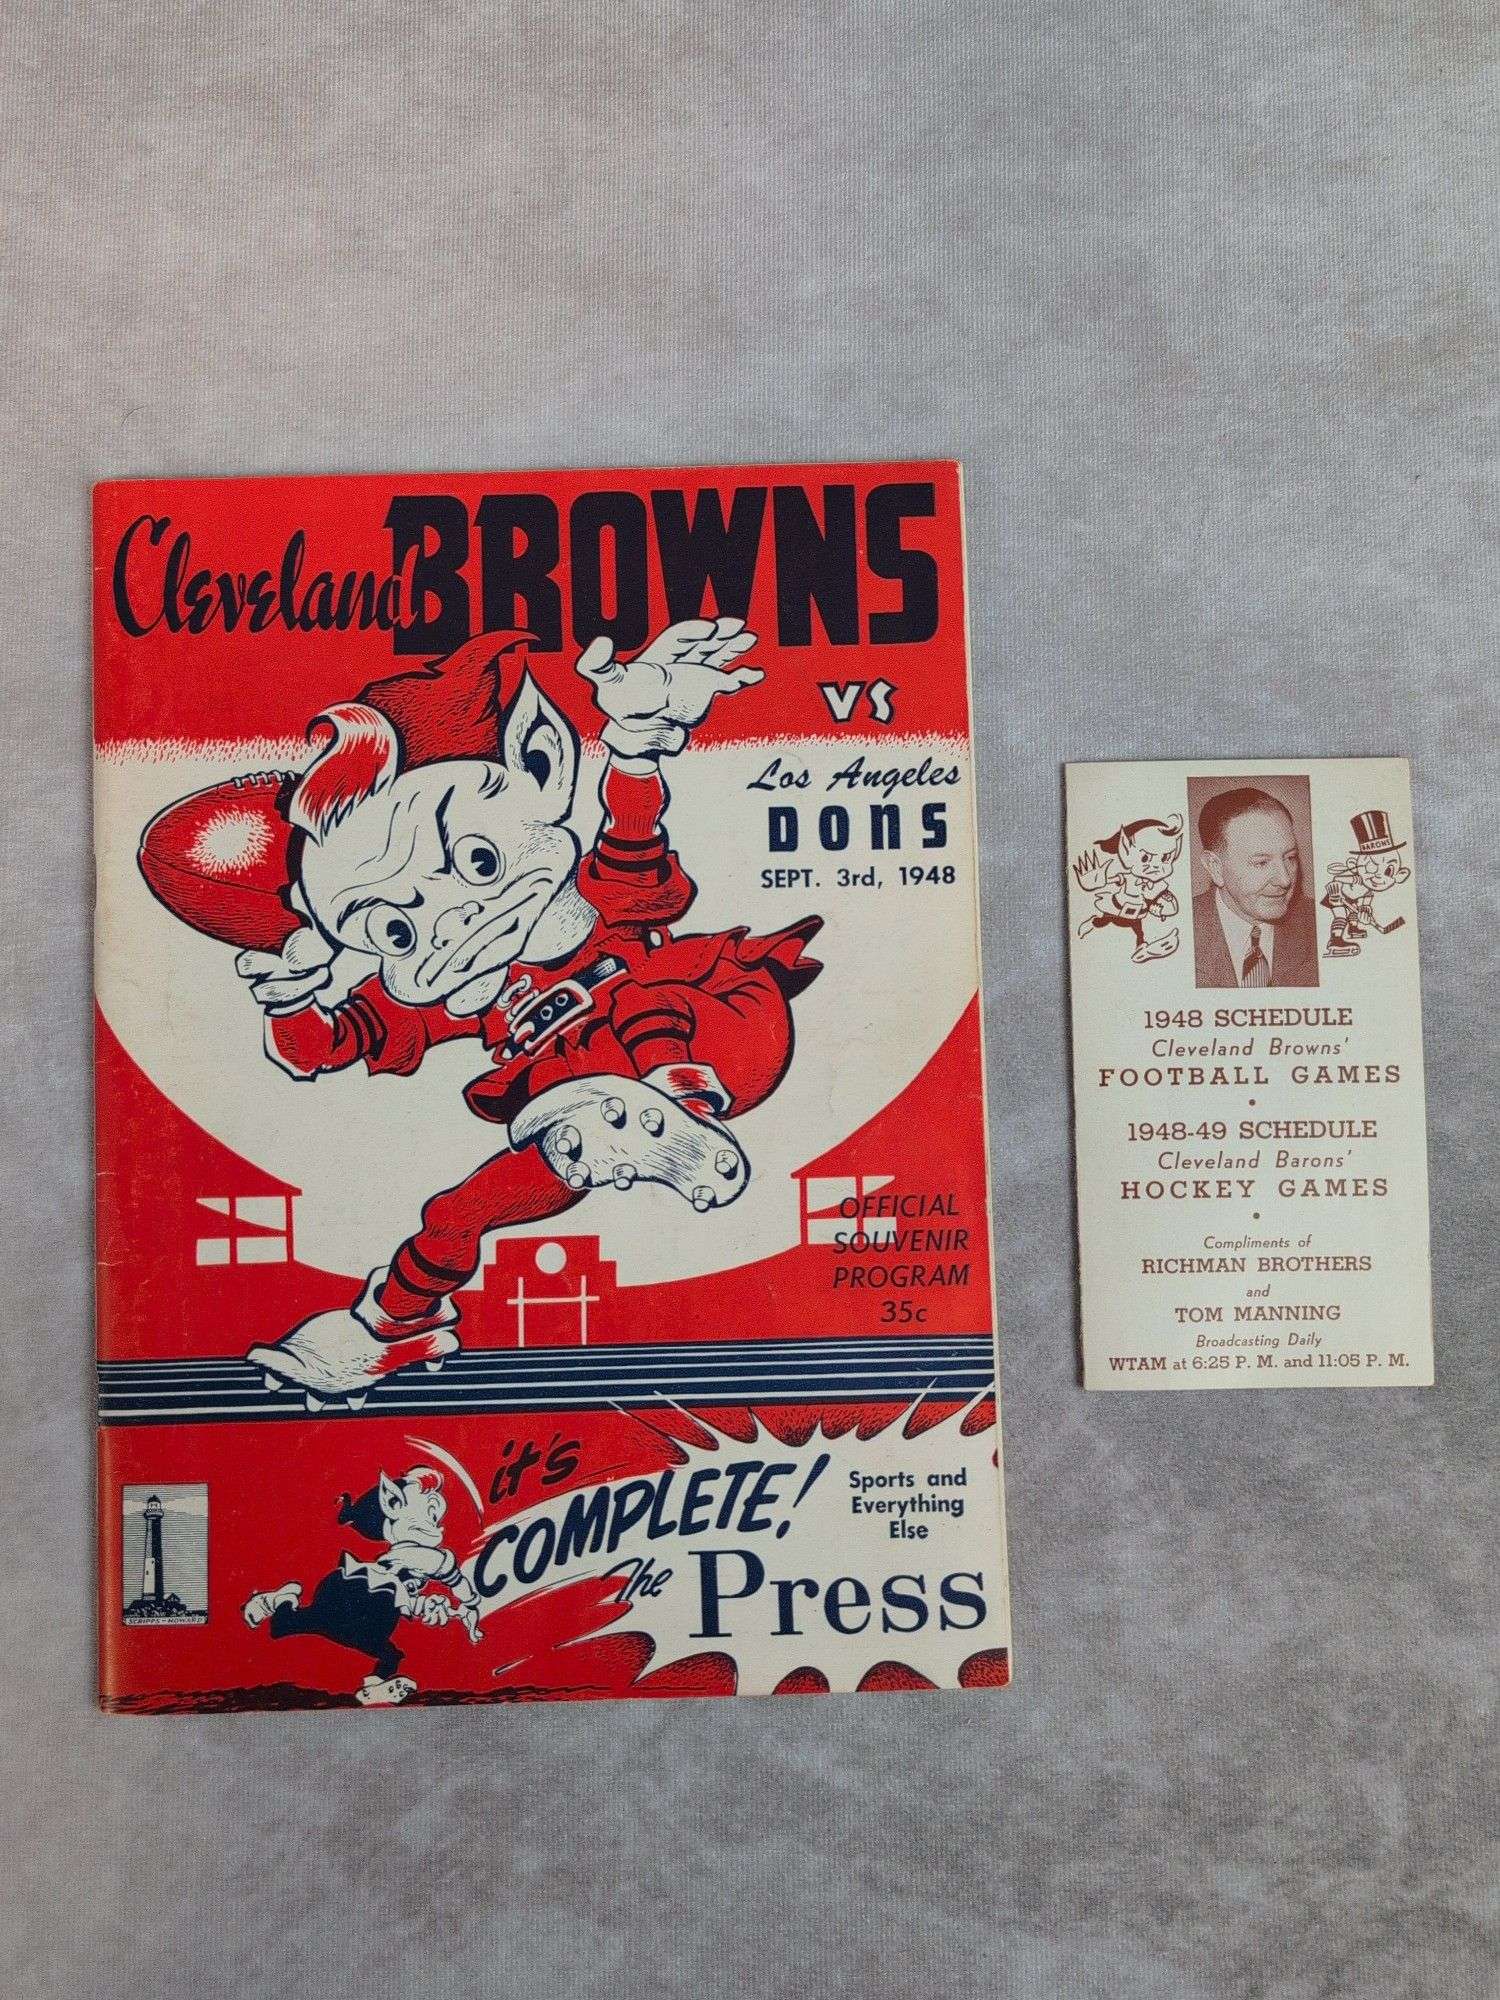 Cleveland BROWNS
VS
Los Angeles
DONS
SEPT. 3rd, 1948
OFFICIAL
SOUVENIR
PROGRAM
35c
it's
COMPLETE!
The Press
Sports and
Everything
Else
SCRIPPS - HOWARD
BARONS
1948 SCHEDULE
Cleveland Browns'
FOOTBALL GAMES
•
1948-49 SCHEDULE
Cleveland Barons'
HOCKEY GAMES
•
Compliments of
RICHMAN BROTHERS
and
TOM MANNING
Broadcasting Daily
WTAM at 6:25 P. M. and 11:05 P. M.